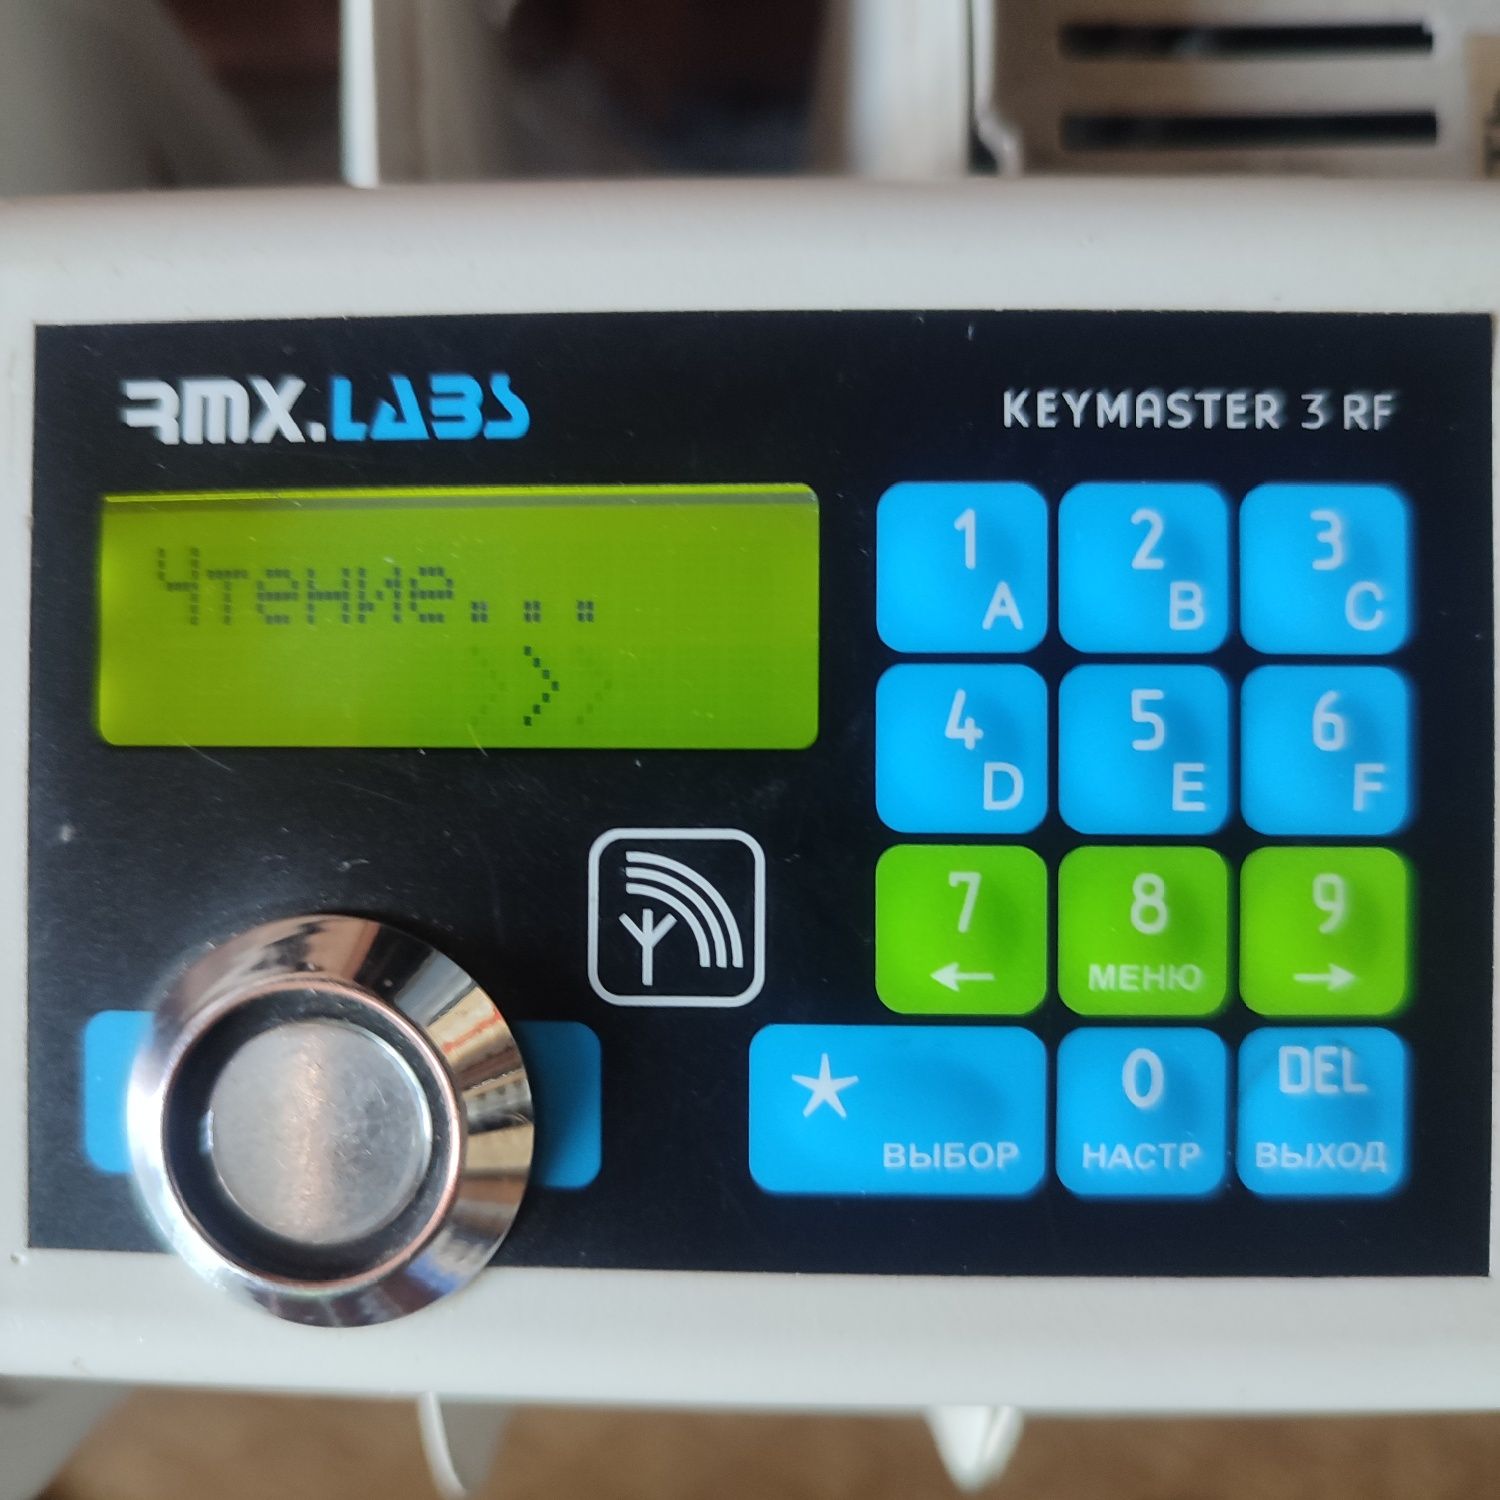 RMX.LABS
KEYMASTER 3 RF
Чтение...
>
1 2 3
A B C
4 5 6
D E F
7 8 9
← МЕНЮ →
* 0 DEL
ВЫБОР НАСТР ВЫХОД